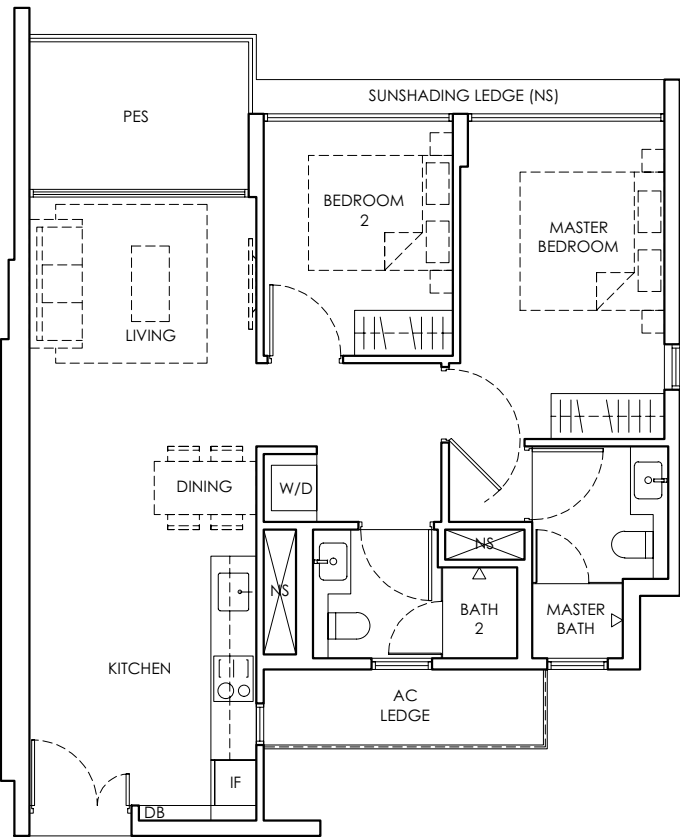 SUNSHADING LEDGE (NS)
PES
BEDROOM
2
MASTER
BEDROOM
LIVING
DINING
W/D
NS
NS
BATH
2
MASTER
BATH
KITCHEN
AC
LEDGE
IF
DB